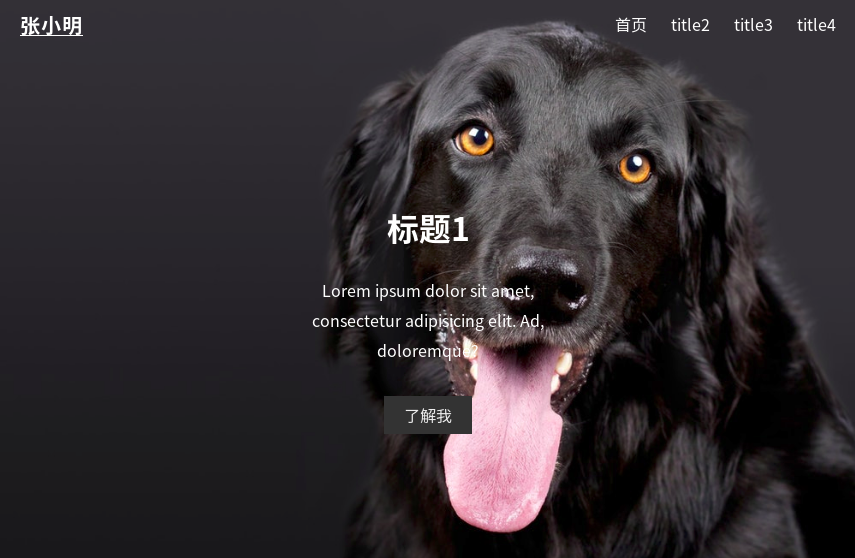 张小明
首页 title2 title3 title4
标题1
Lorem ipsum dolor sit amet,
consectetur adipisicing elit. Ad,
doloremque?
了解我